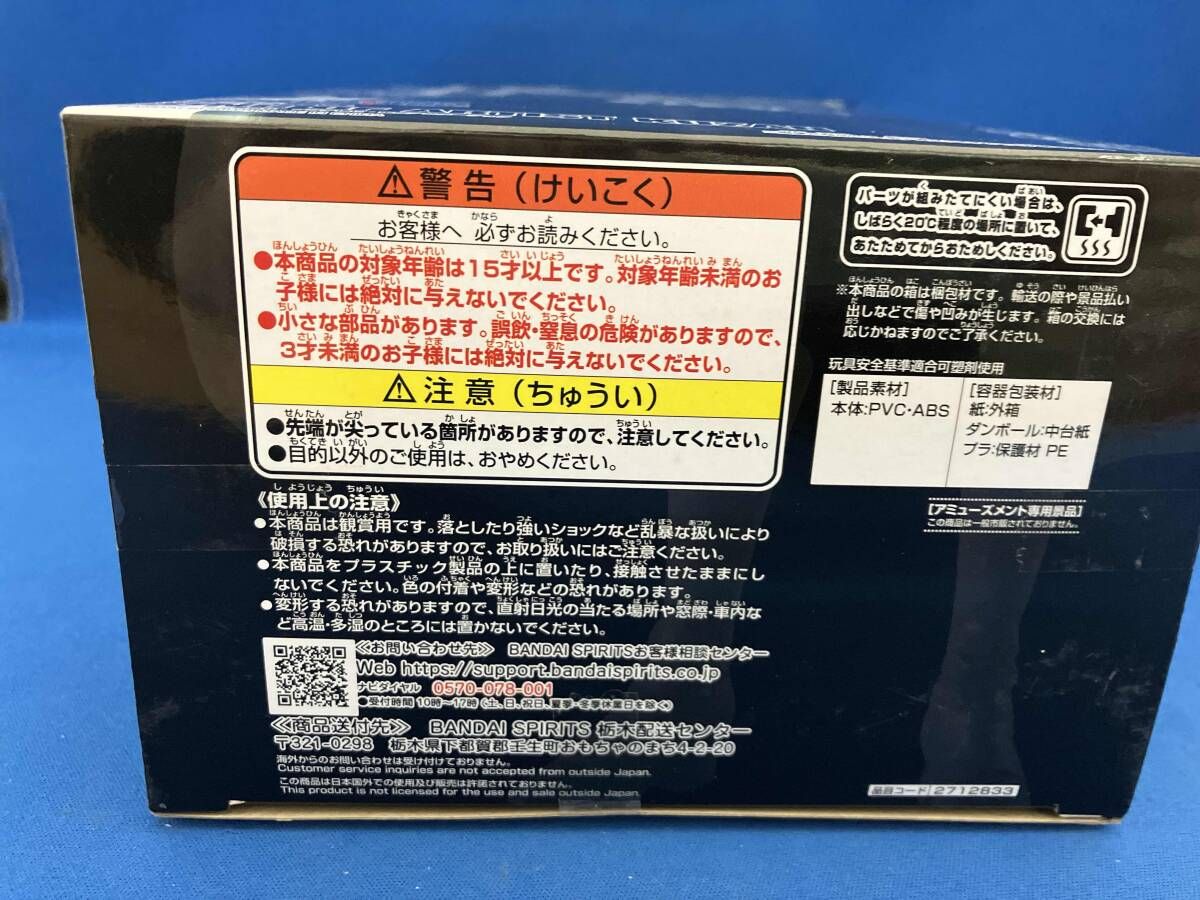 ⚠警告（けいこく）
お客様へ 必ずお読みください。
●本商品の対象年齢は15才以上です。対象年齢未満のお
子様には絶対に与えないでください。
●小さな部品があります。誤飲・窒息の危険がありますので、
3才未満のお子様には絶対に与えないでください。
⚠注意（ちゅうい）
●先端が尖っている箇所がありますので、注意してください。
●目的以外のご使用は、おやめください。
《使用上の注意》
●本商品は観賞用です。落としたり強いショックなど乱暴な扱いにより
破損する恐れがありますので、お取り扱いにはご注意ください。
●本商品をプラスチック製品の上に置いたり、接触させたままにし
ないでください。色の付着や変形などの恐れがあります。
●変形する恐れがありますので、直射日光の当たる場所や窓際・車内な
ど高温・多湿のところには置かないでください。
≪お問い合わせ先≫ BANDAI SPIRITSお客様相談センター
Web https://support.bandaispirits.co.jp
ナビダイヤル 0570-078-001
●受付時間 10時～17時（土、日、祝日、夏季・冬季休業日を除く）
≪商品送付先≫ BANDAI SPIRITS 栃木配送センター
〒321-0298 栃木県下都賀郡壬生町おもちゃのまち4-2-20
海外からのお問い合わせは受け付けておりません。
Customer service inquiries are not accepted from outside Japan.
この商品は日本国外での使用及び販売は許諾されておりません。
This product is not licensed for the use and sale outside Japan.
パーツが組みたてにくい場合は、
しばらく20℃程度の場所に置いて、
あたためてからおためしください。
※本商品の箱は梱包材です。輸送の際や景品払い
出しなどで傷や凹みが生じます。箱の交換には
応じかねますのでご了承ください。
玩具安全基準適合可塑剤使用
[製品素材]
本体:PVC・ABS
[容器包装材]
紙:外箱
ダンボール:中台紙
プラ:保護材 PE
[アミューズメント専用景品]
この商品は一般市販されておりません。
品番コード 2712833